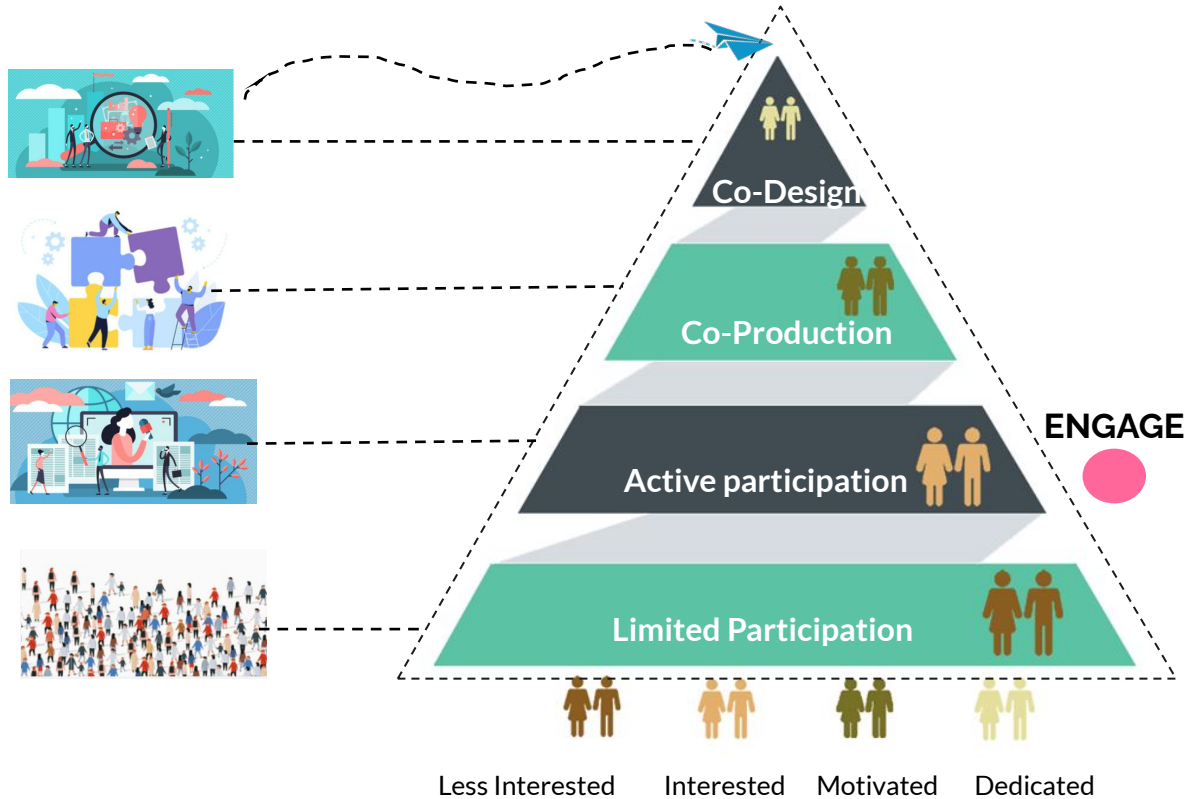 Co-Design
Co-Production
ENGAGE
Active participation
Limited Participation
Less Interested
Interested
Motivated
Dedicated